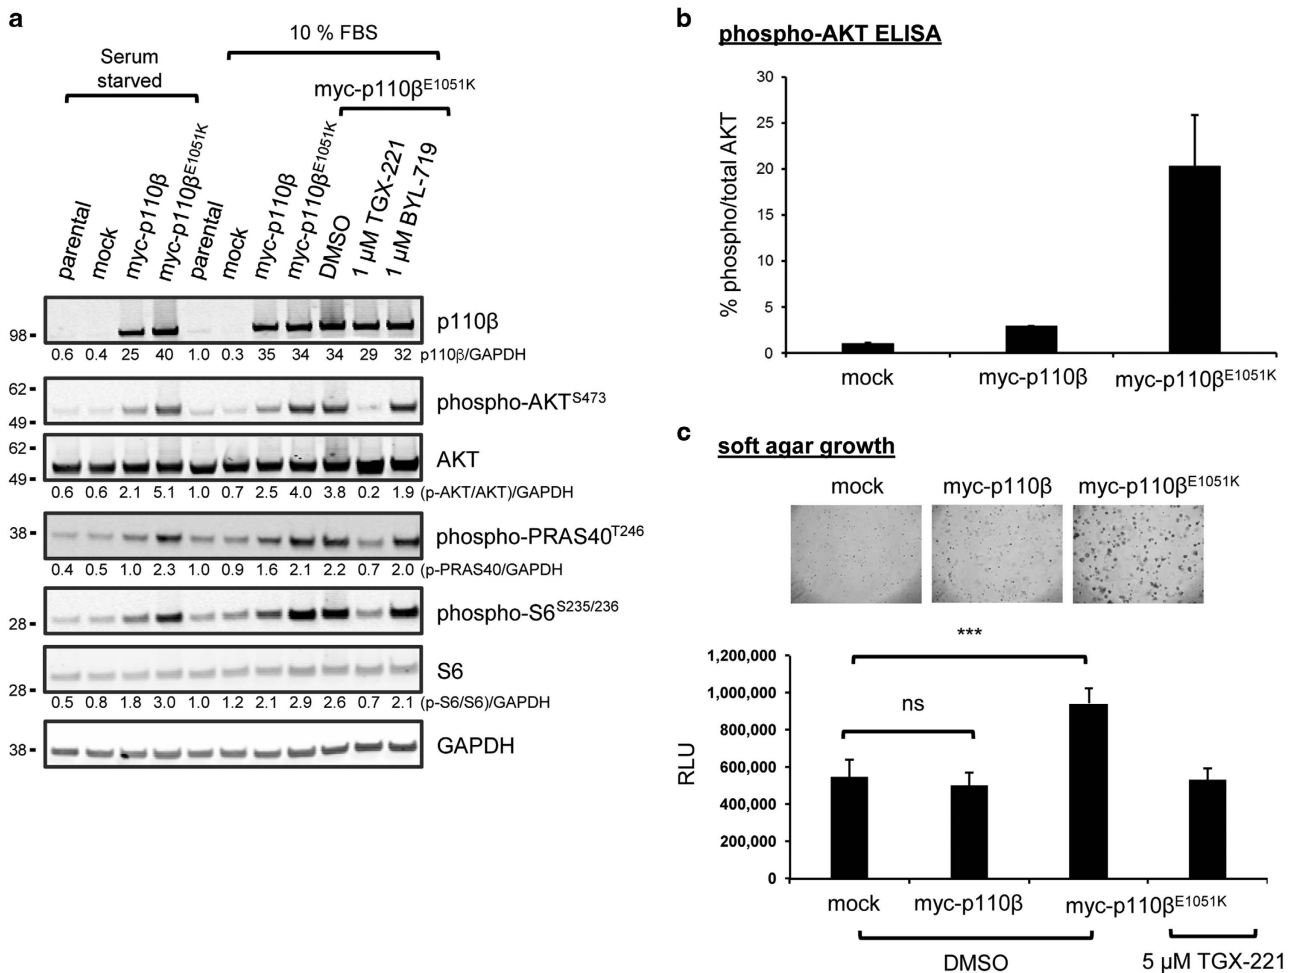 a
Serum
starved
10 % FBS
myc-p110βE1051K
parental
mock
myc-p110β
myc-p110βE1051K
parental
mock
myc-p110β
myc-p110βE1051K
DMSO
1 µM TGX-221
1 µM BYL-719
98
p110β
0.6 0.4 25 40 1.0 0.3 35 34 34 29 32 p110β/GAPDH
62
49
phospho-AKTS473
62
49
AKT
0.6 0.6 2.1 5.1 1.0 0.7 2.5 4.0 3.8 0.2 1.9 (p-AKT/AKT)/GAPDH
38
phospho-PRAS40T246
0.4 0.5 1.0 2.3 1.0 0.9 1.6 2.1 2.2 0.7 2.0 (p-PRAS40/GAPDH
28
phospho-S6S235/236
28
S6
0.5 0.8 1.8 3.0 1.0 1.2 2.1 2.9 2.6 0.7 2.1 (p-S6/S6)/GAPDH
38
GAPDH
b
phospho-AKT ELISA
% phospho/total AKT
30
25
20
15
10
5
0
mock myc-p110β myc-p110βE1051K
c
soft agar growth
mock myc-p110β myc-p110βE1051K
***
ns
RLU
1,200,000
1,000,000
800,000
600,000
400,000
200,000
0
mock myc-p110β myc-p110βE1051K
DMSO 5 µM TGX-221